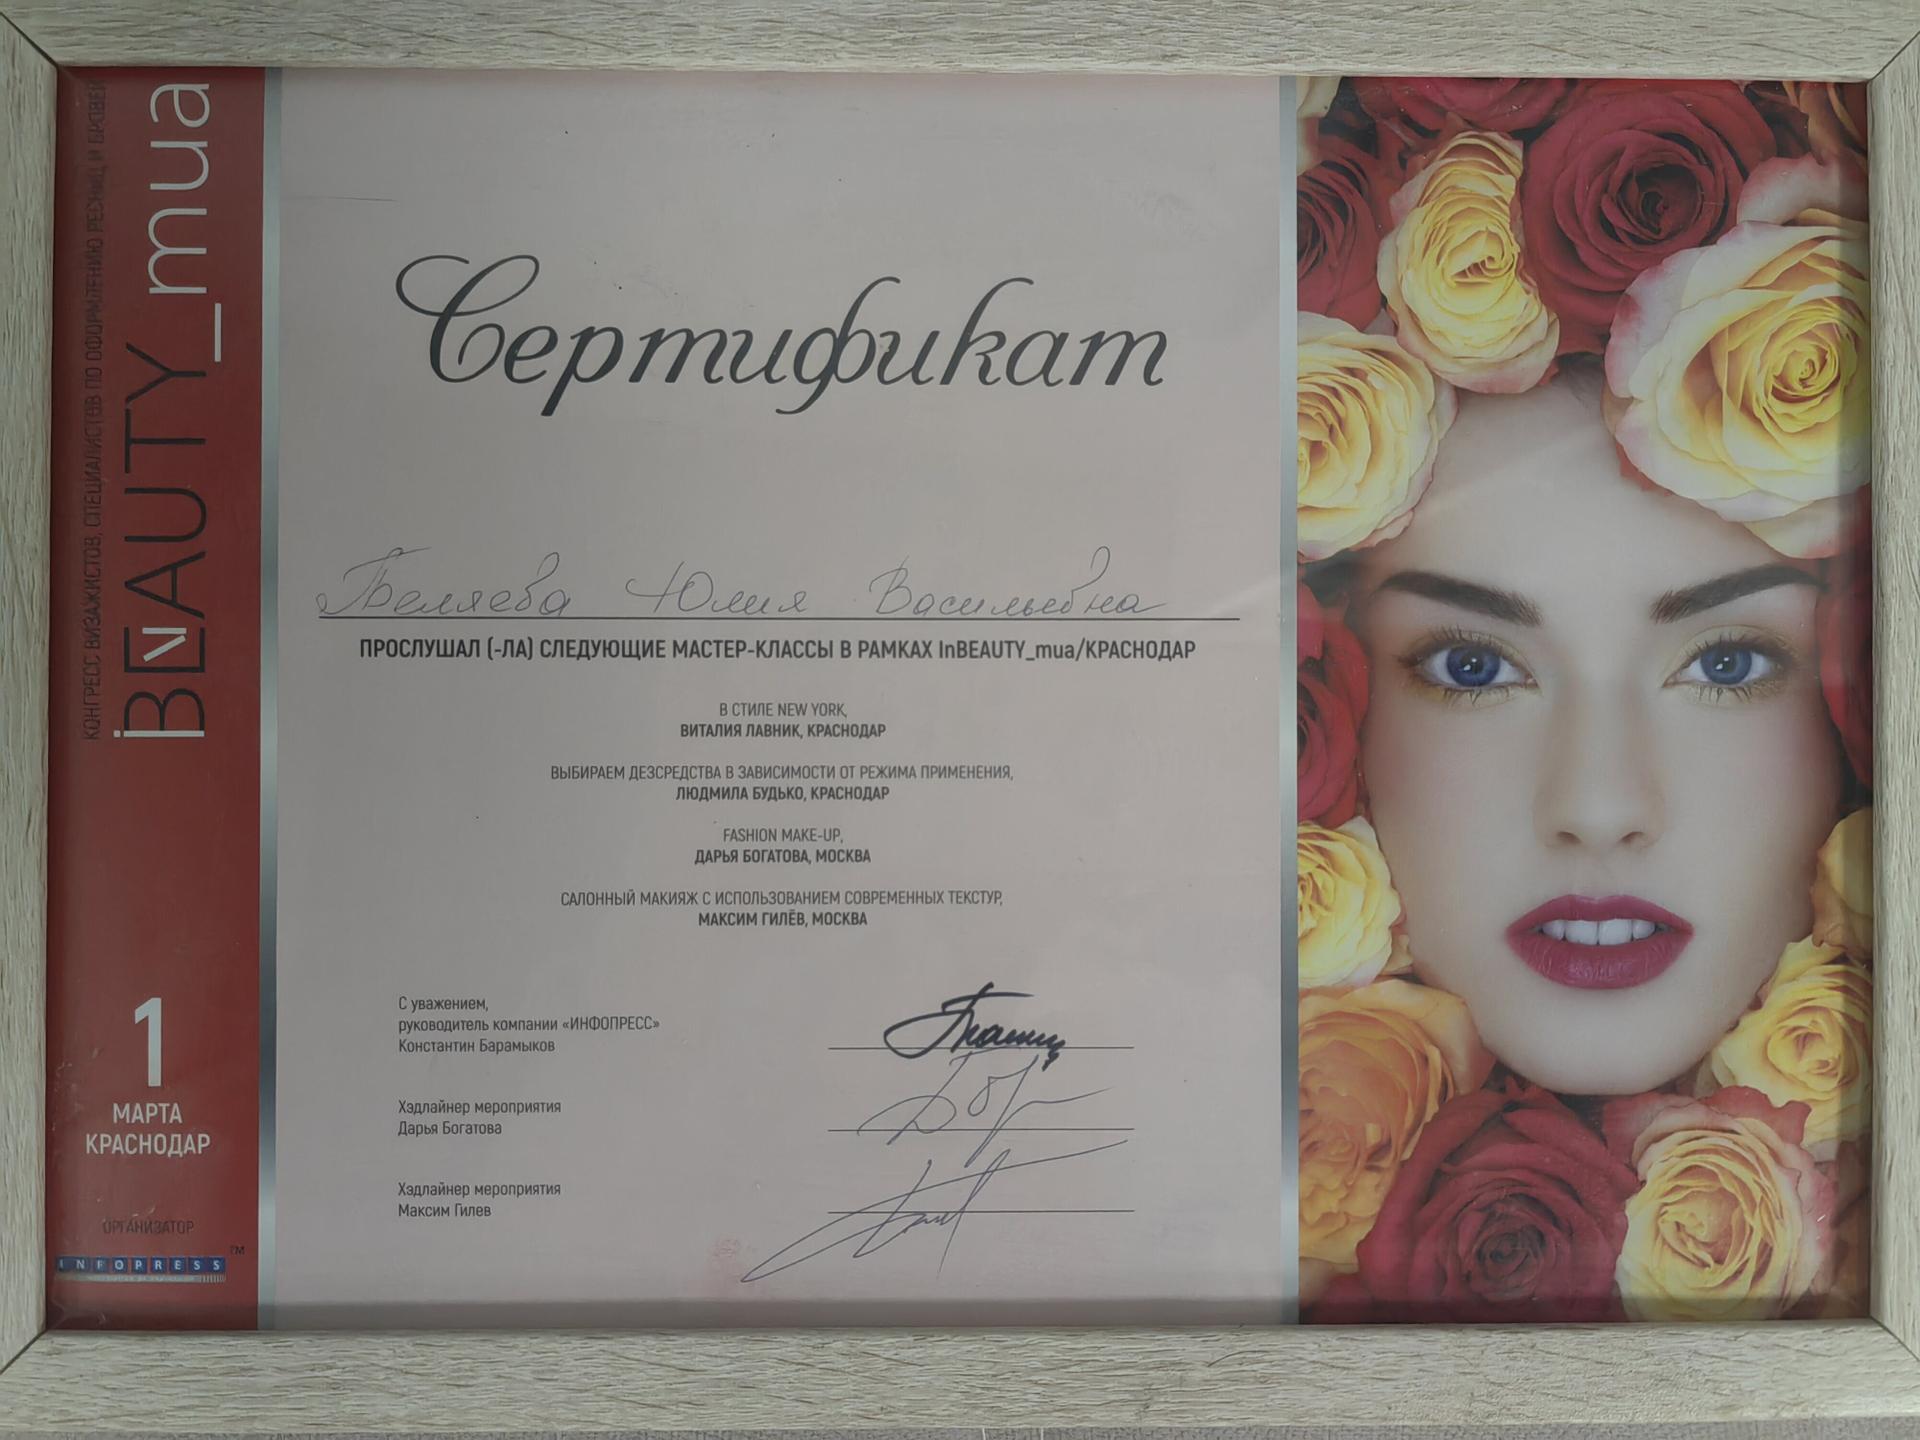 КОНГРЕСС ВИЗАЖИСТОВ, СПЕЦИАЛИСТОВ ПО ОФОРМЛЕНИЮ РЕСНИЦ И БРОВЕЙ
iNBEAUTY_mua
1
МАРТА
КРАСНОДАР
ОРГАНИЗАТОР
INFOPRESS™
Сертификат
Беляева Юлия Васильевна
ПРОСЛУШАЛ (-ЛА) СЛЕДУЮЩИЕ МАСТЕР-КЛАССЫ В РАМКАХ InBEAUTY_mua/КРАСНОДАР
В СТИЛЕ NEW YORK,
ВИТАЛИЯ ЛАВНИК, КРАСНОДАР
ВЫБИРАЕМ ДЕЗСРЕДСТВА В ЗАВИСИМОСТИ ОТ РЕЖИМА ПРИМЕНЕНИЯ,
ЛЮДМИЛА БУДЬКО, КРАСНОДАР
FASHION MAKE-UP,
ДАРЬЯ БОГАТОВА, МОСКВА
САЛОННЫЙ МАКИЯЖ С ИСПОЛЬЗОВАНИЕМ СОВРЕМЕННЫХ ТЕКСТУР,
МАКСИМ ГИЛЁВ, МОСКВА
С уважением,
руководитель компании «ИНФОПРЕСС»
Константин Барамыков
Хэдлайнер мероприятия
Дарья Богатова
Хэдлайнер мероприятия
Максим Гилев